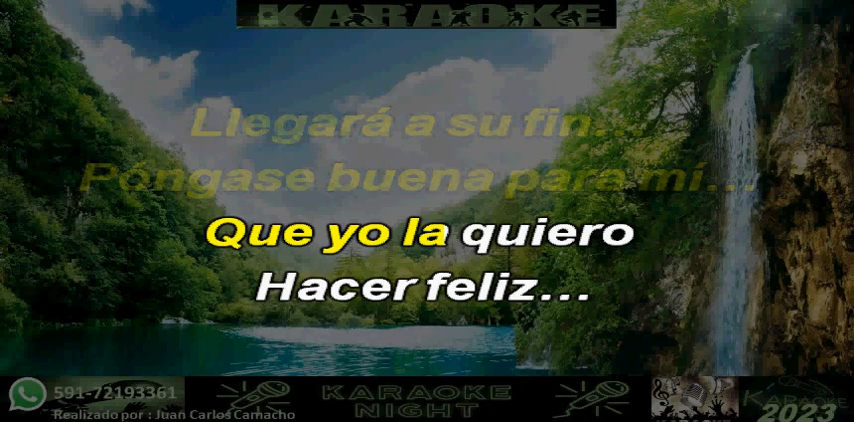 KARAOKE
Llegará a su fin...
Póngase buena para mí...
Que yo la quiero
Hacer feliz...
591-72193361
Realizado por : Juan Carlos Camacho
KARAOKE
NIGHT
KARAOKE
2023